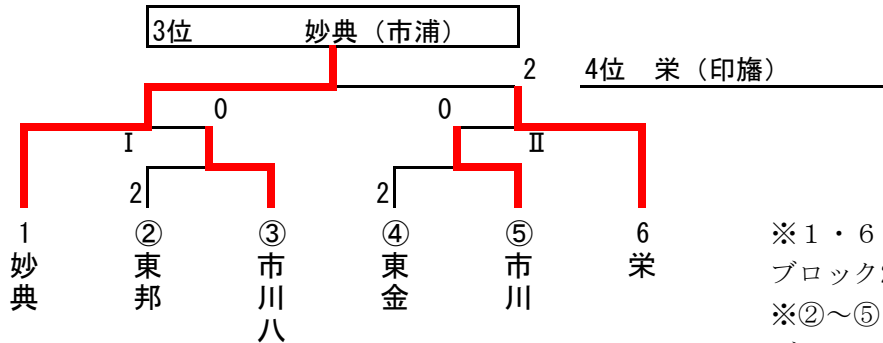 3位 妙典（市浦）
2 4位 栄（印旛）
0 0
Ⅰ Ⅱ
2 2
1 ② ③ ④ ⑤ 6
妙典
東邦
市川八
東金
市川
栄
※１・６
ブロック
※②～⑤